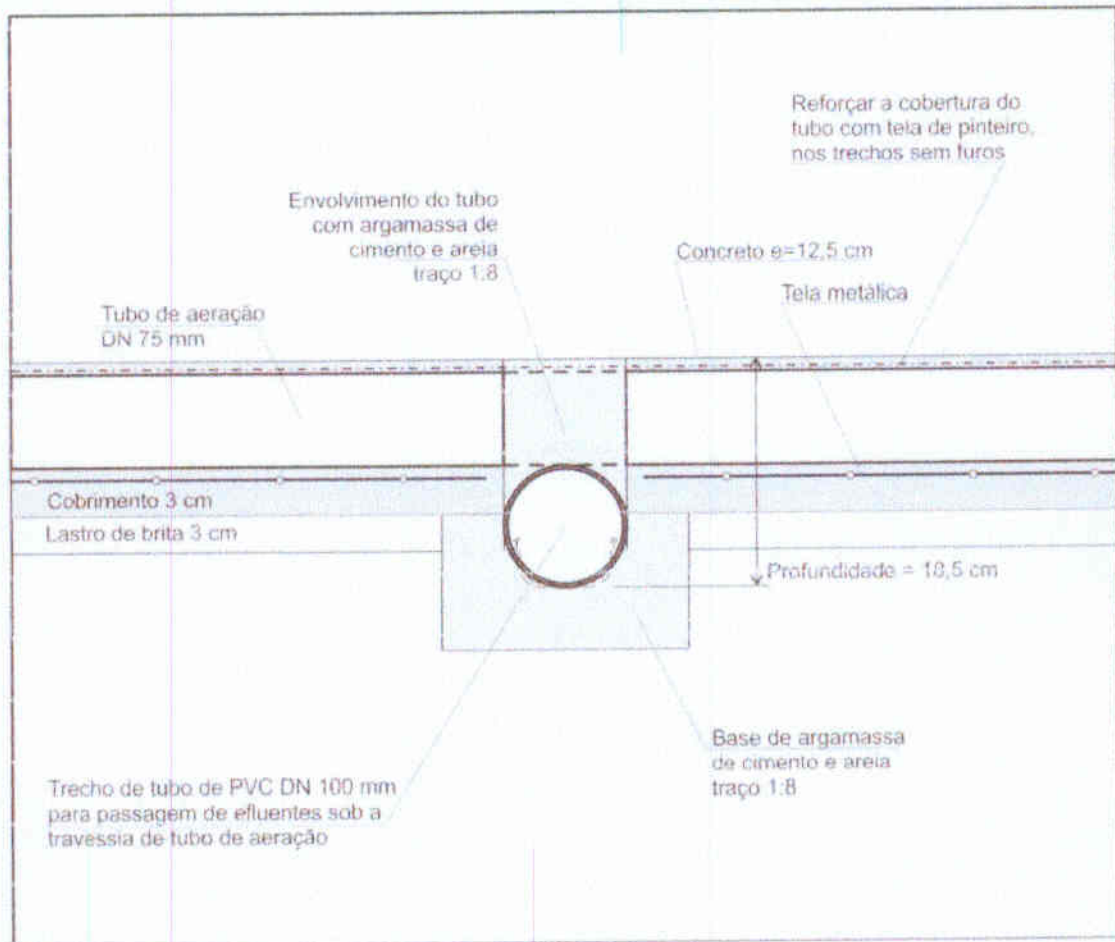 Reforçar a cobertura do
tubo com tela de pinteiro,
nos trechos sem furos
Envolvimento do tubo
com argamassa de
cimento e areia
traço 1:8
Concreto e=12,5 cm
Tela metálica
Tubo de aeração
DN 75 mm
Cobrimento 3 cm
Lastro de brita 3 cm
Profundidade = 18,5 cm
Base de argamassa
de cimento e areia
traço 1:8
Trecho de tubo de PVC DN 100 mm
para passagem de efluentes sob a
travessia de tubo de aeração